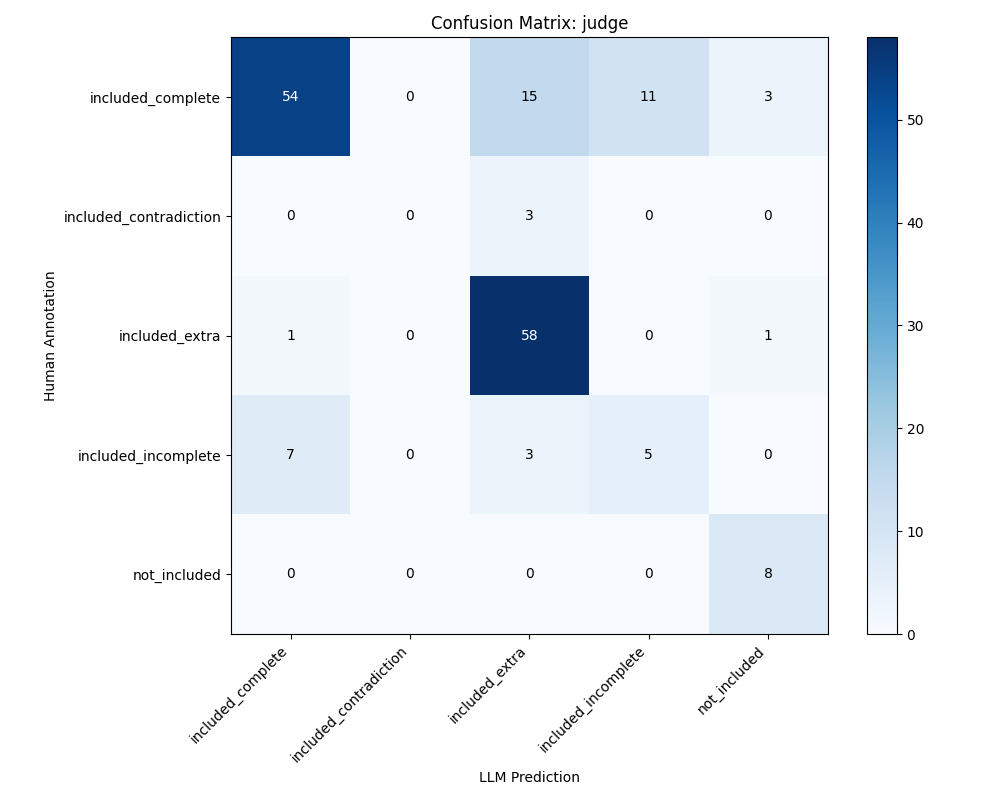 Confusion Matrix: judge
included_complete 54 0 15 11 3
included_contradiction 0 0 3 0 0
included_extra 1 0 58 0 1
included_incomplete 7 0 3 5 0
not_included 0 0 0 0 8
Human Annotation
included_complete
included_contradiction
included_extra
included_incomplete
not_included
LLM Prediction
50
40
30
20
10
0